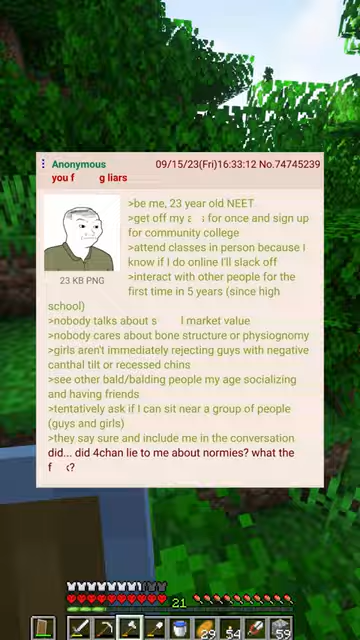 Anonymous 09/15/23(Fri)16:33:12 No.74745239
you f g liars
>be me, 23 year old NEET
>get off my a s for once and sign up
for community college
>attend classes in person because I
know if I do online I'll slack off
23 KB PNG
>interact with other people for the
first time in 5 years (since high
school)
>nobody talks about s l market value
>nobody cares about bone structure or physiognomy
>girls aren't immediately rejecting guys with negative
canthal tilt or recessed chins
>see other bald/balding people my age socializing
and having friends
>tentatively ask if I can sit near a group of people
(guys and girls)
>they say sure and include me in the conversation
did... did 4chan lie to me about normies? what the
f k?
21
29 54 59